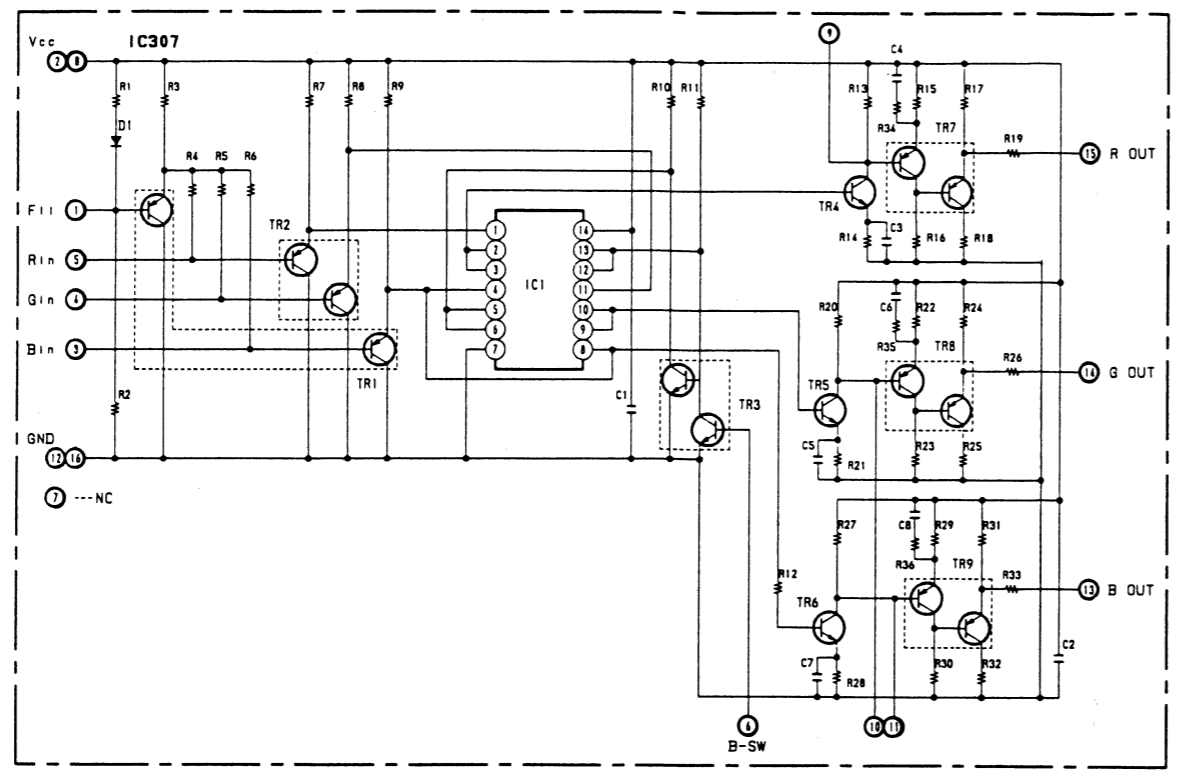 Vcc
IC307
2 8
9
R1
R3
R7
R8
R9
R10
R11
C4
R13
R15
R17
D1
R34
TR7
R19
15 R OUT
R4
R5
R6
1
TR2
TR4
C3
R14
R16
R18
Rin 5
Gin 4
Bin 3
1
2
3
4
5
6
7
IC1
14
13
12
11
10
9
8
R20
C6
R22
R24
R35
TR8
R26
14 G OUT
TR1
R2
C1
TR3
TR5
C5
R21
R23
R25
GND
12 16
7 ---NC
R27
C8
R29
R31
R36
TR9
R33
13 B OUT
R12
TR6
C7
R28
R30
R32
C2
6
B-SW
10 11